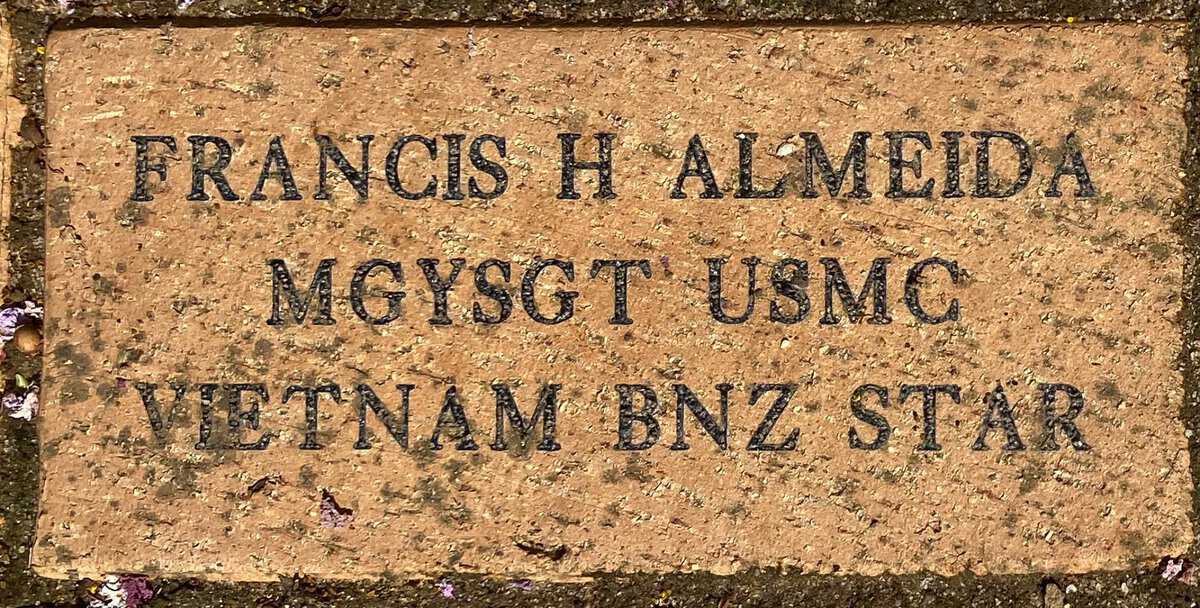 FRANCIS H ALMEIDA
MGYSGT USMC
VIETNAM BNZ STAR